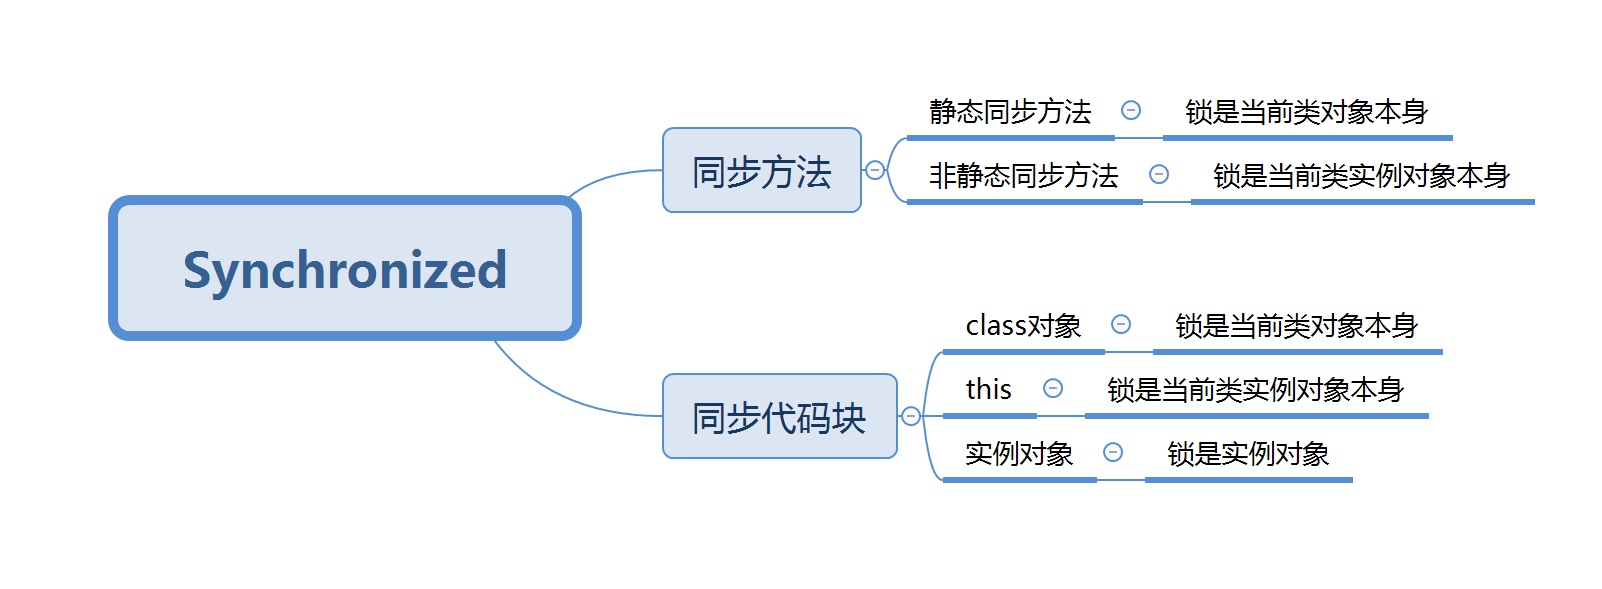 Synchronized
同步方法
静态同步方法
锁是当前类对象本身
非静态同步方法
锁是当前类实例对象本身
同步代码块
class对象
锁是当前类对象本身
this
锁是当前类实例对象本身
实例对象
锁是实例对象